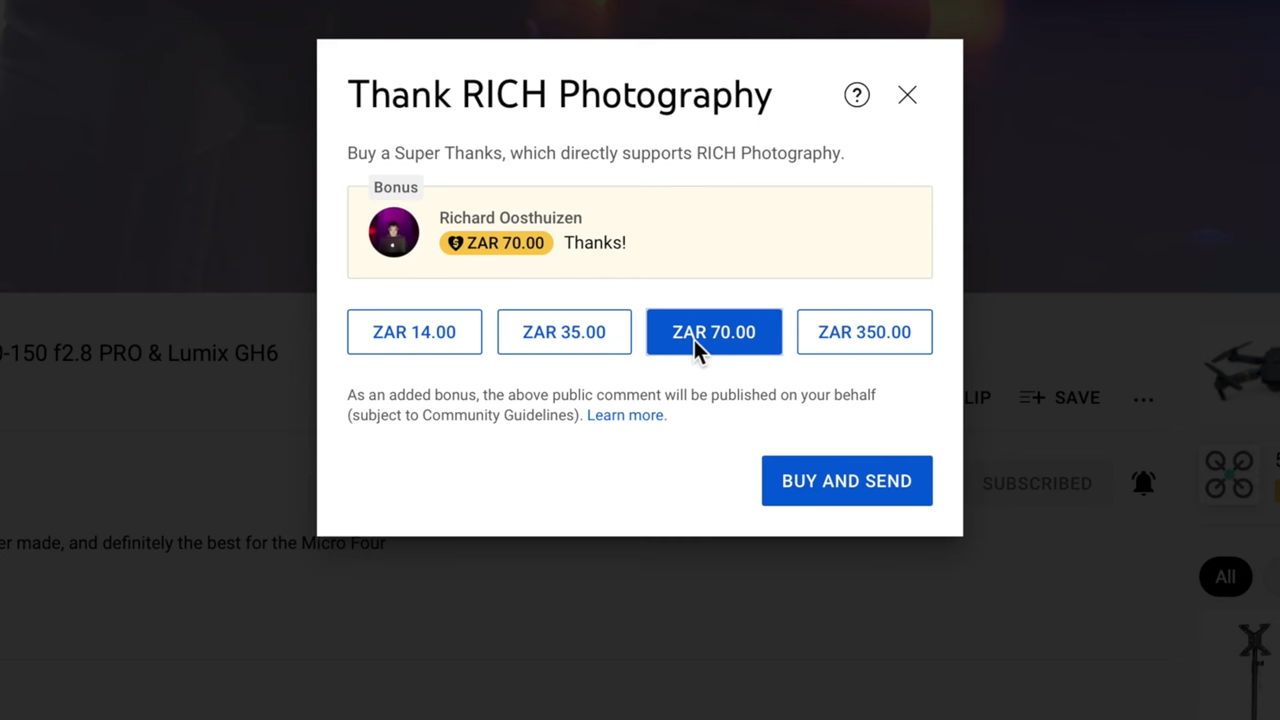 Thank RICH Photography
Buy a Super Thanks, which directly supports RICH Photography.
Bonus
Richard Oosthuizen
ZAR 70.00 Thanks!
ZAR 14.00 ZAR 35.00 ZAR 70.00 ZAR 350.00
As an added bonus, the above public comment will be published on your behalf
(subject to Community Guidelines). Learn more.
BUY AND SEND
0-150 f2.8 PRO & Lumix GH6
LIP SAVE
SUBSCRIBED
er made, and definitely the best for the Micro Four
All